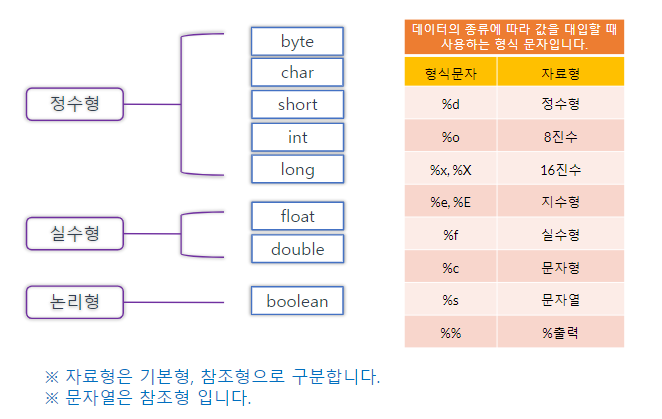 정수형
byte
char
short
int
long
실수형
float
double
논리형
boolean
데이터의 종류에 따라 값을 대입할 때
사용하는 형식 문자입니다.
형식문자 자료형
%d 정수형
%o 8진수
%x, %X 16진수
%e, %E 지수형
%f 실수형
%c 문자형
%s 문자열
%% %출력
※ 자료형은 기본형, 참조형으로 구분합니다.
※ 문자열은 참조형 입니다.